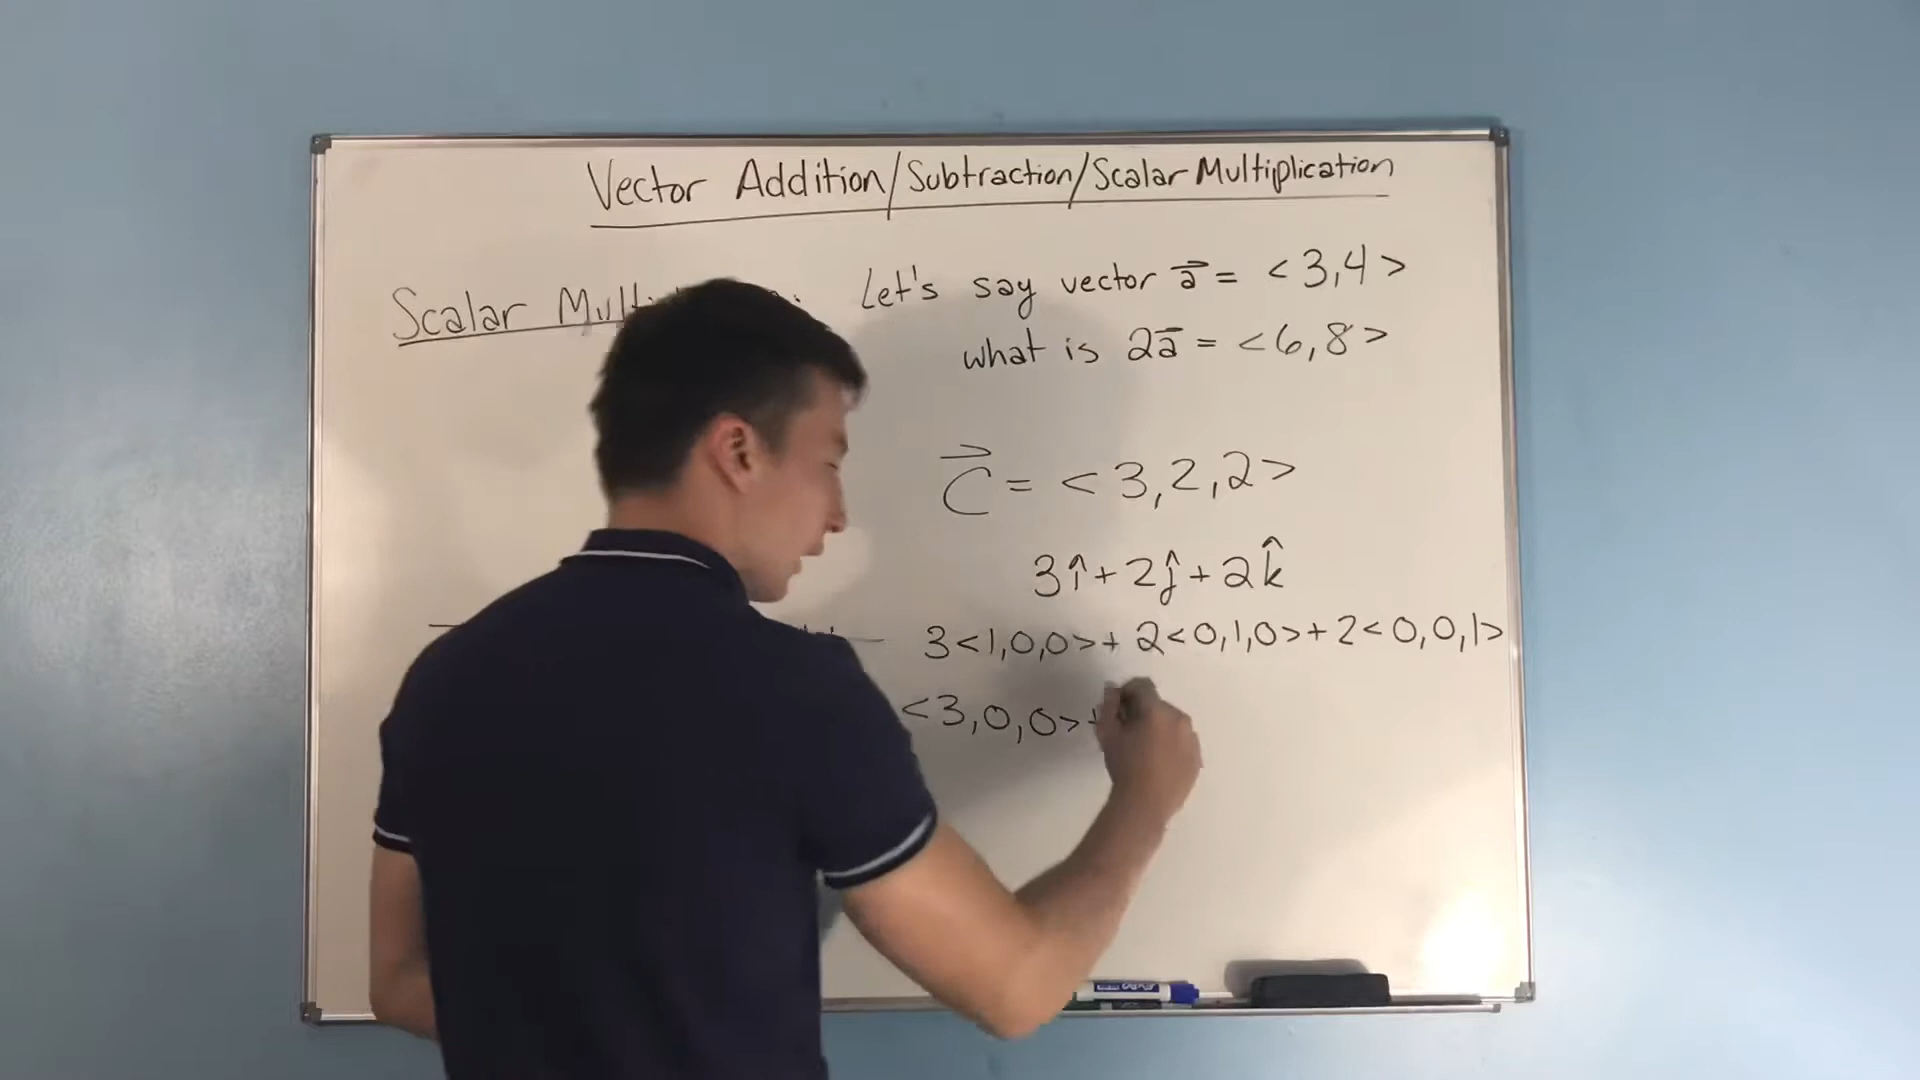 Vector Addition/Subtraction/Scalar Multiplication
Scalar
Let's say vector a⃗ = <3,4>
what is 2a⃗ = <6,8>
C⃗ = <3,2,2>
3î+2ĵ+2k̂
3<1,0,0>+2<0,1,0>+2<0,0,1>
<3,0,0>+